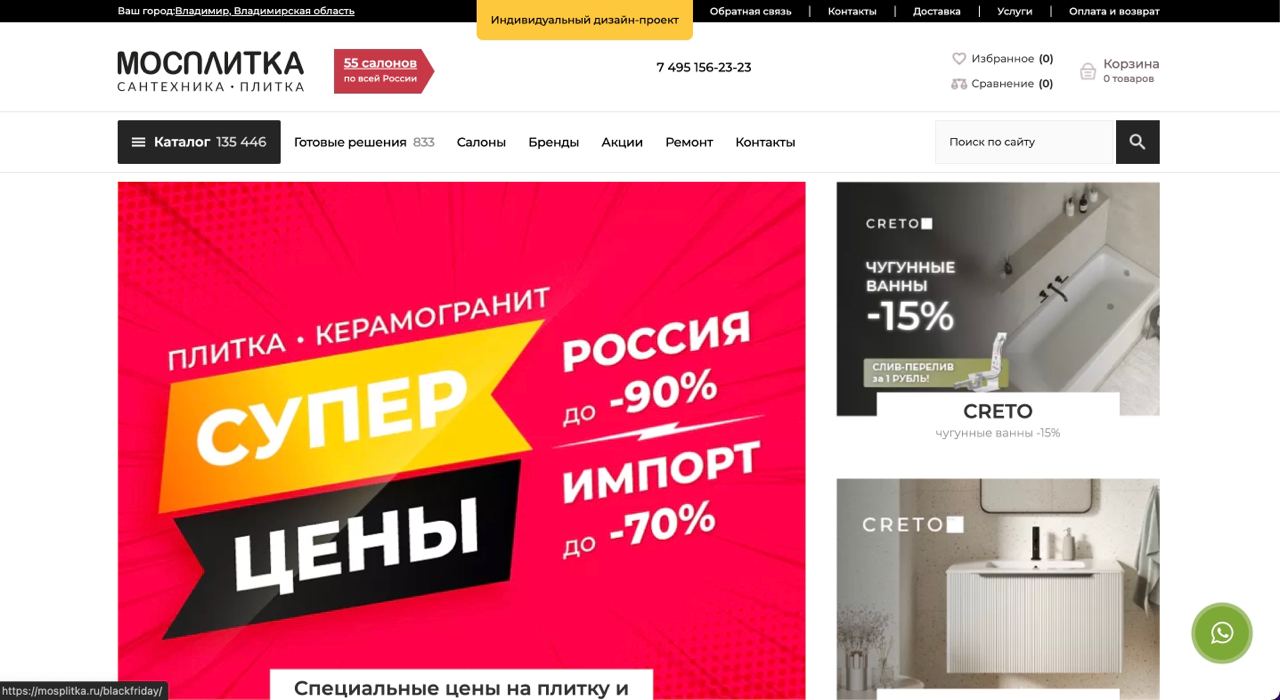 Ваш город:Владимир, Владимирская область
Индивидуальный дизайн-проект
Обратная связь | Контакты | Доставка | Услуги | Оплата и возврат
МОСПЛИТКА
САНТЕХНИКА • ПЛИТКА
55 салонов
по всей России
7 495 156-23-23
Избранное (0)
Сравнение (0)
Корзина
0 товаров
Каталог 135 446
Готовые решения 833
Салоны
Бренды
Акции
Ремонт
Контакты
Поиск по сайту
ПЛИТКА • КЕРАМОГРАНИТ
СУПЕР
ЦЕНЫ
РОССИЯ
до -90%
ИМПОРТ
до -70%
Специальные цены на плитку и
CRETO
ЧУГУННЫЕ
ВАННЫ
-15%
СЛИВ-ПЕРЕЛИВ
за 1 РУБЛЬ!
CRETO
чугунные ванны -15%
CRETO
https://mosplitka.ru/blackfriday/